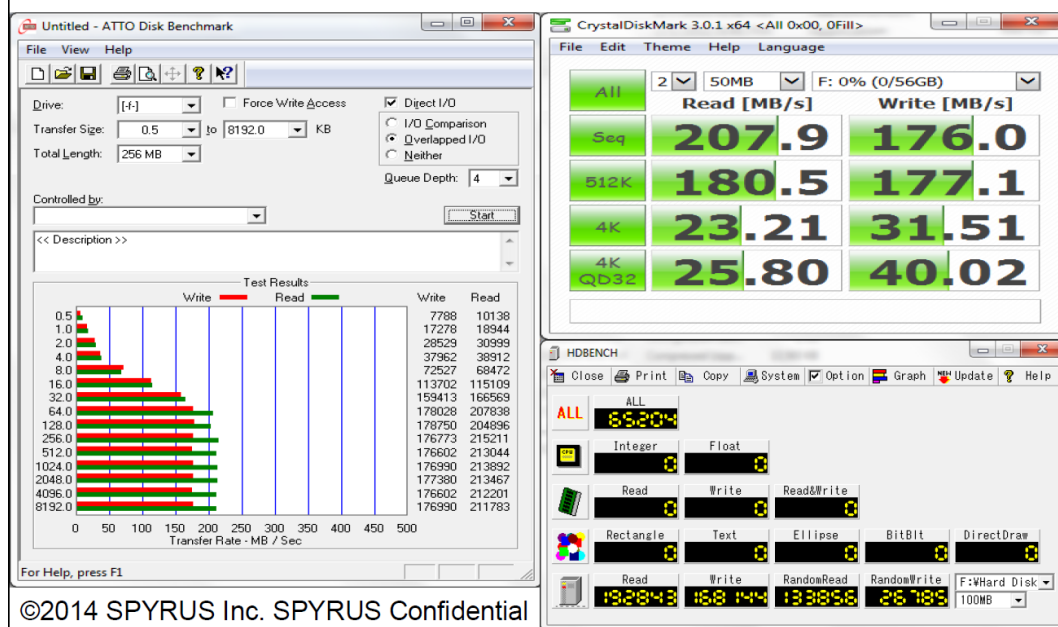 Untitled - ATTO Disk Benchmark
File View Help
Drive: [-f-] Force Write Access Direct I/O
Transfer Size: 0.5 to 8192.0 KB
I/O Comparison
Overlapped I/O
Neither
Total Length: 256 MB
Queue Depth: 4
Controlled by:
Start
<< Description >>
Test Results
Write Read Write Read
0.5 7788 10138
1.0 17278 18944
2.0 28529 30999
4.0 37962 38912
8.0 72527 68472
16.0 113702 115109
32.0 159413 166569
64.0 178028 207838
128.0 178750 204896
256.0 176773 215211
512.0 176602 213044
1024.0 176990 213892
2048.0 177380 213467
4096.0 176602 212201
8192.0 176990 211783
0 50 100 150 200 250 300 350 400 450 500
Transfer Rate - MB / Sec
For Help, press F1
©2014 SPYRUS Inc. SPYRUS Confidential
CrystalDiskMark 3.0.1 x64 <All 0x00, 0Fill>
File Edit Theme Help Language
All 2 50MB F: 0% (0/56GB)
Read [MB/s] Write [MB/s]
Seq 207.9 176.0
512K 180.5 177.1
4K 23.21 31.51
4K QD32 25.80 40.02
HDBENCH
Close Print Copy System Option Graph Update Help
ALL
ALL 65204
Integer Float
0 0
Read Write Read&Write
0 0 0
Rectangle Text Ellipse BitBlt DirectDraw
0 0 0 0 0
Read Write RandomRead RandomWrite F:¥Hard Disk
192843 168144 133856 26785 100MB